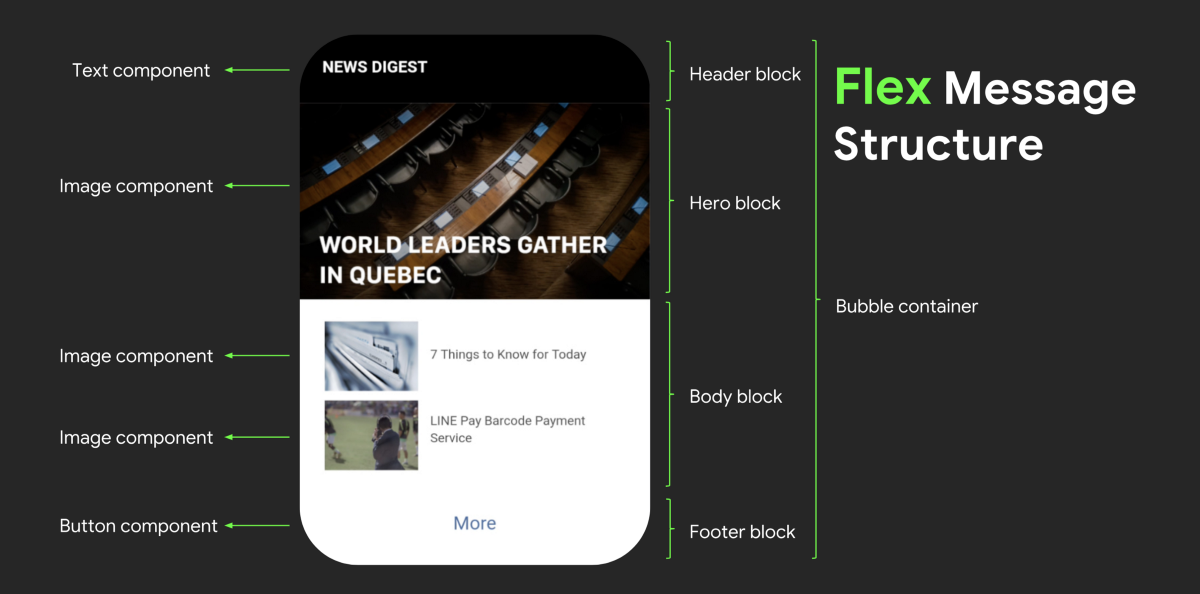 Flex Message
Structure
Text component
Image component
Image component
Image component
Button component
NEWS DIGEST
WORLD LEADERS GATHER
IN QUEBEC
7 Things to Know for Today
LINE Pay Barcode Payment
Service
More
Header block
Hero block
Body block
Footer block
Bubble container